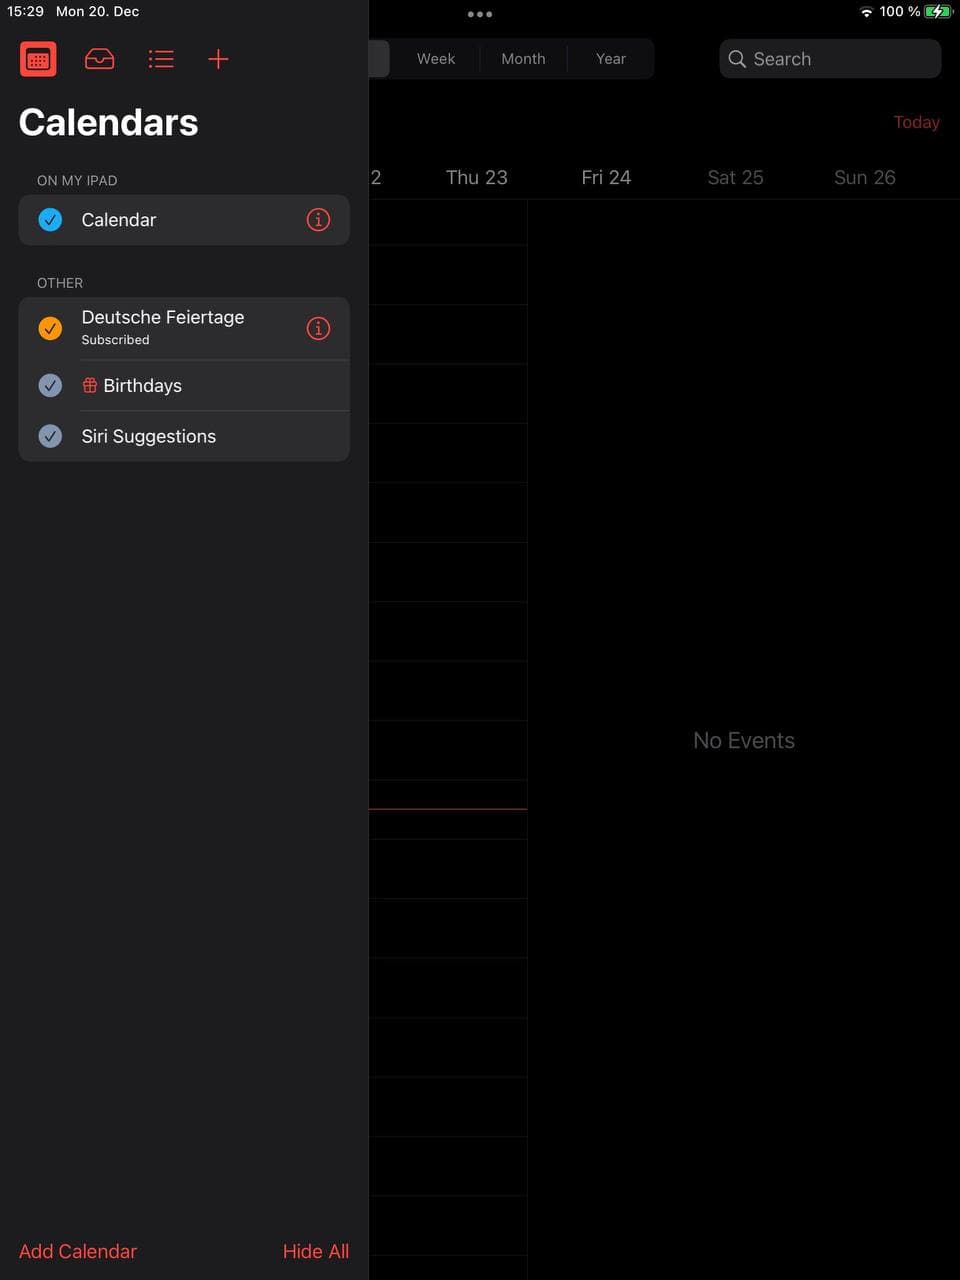 15:29 Mon 20. Dec
100 %
Week Month Year
Search
Calendars
Today
ON MY IPAD
2 Thu 23 Fri 24 Sat 25 Sun 26
Calendar
OTHER
Deutsche Feiertage
Subscribed
Birthdays
Siri Suggestions
No Events
Add Calendar
Hide All